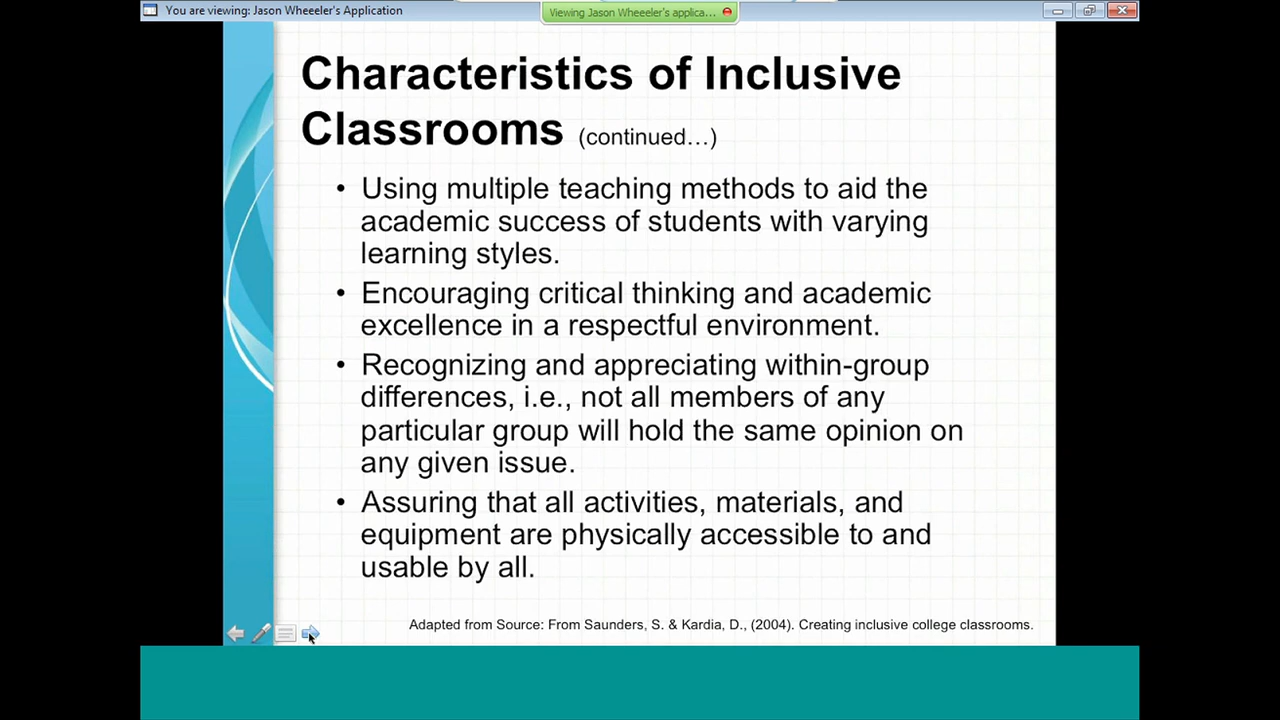 You are viewing: Jason Wheeeler's Application
Viewing Jason Wheeeler's applica...
Characteristics of Inclusive
Classrooms (continued…)
• Using multiple teaching methods to aid the
academic success of students with varying
learning styles.
• Encouraging critical thinking and academic
excellence in a respectful environment.
• Recognizing and appreciating within-group
differences, i.e., not all members of any
particular group will hold the same opinion on
any given issue.
• Assuring that all activities, materials, and
equipment are physically accessible to and
usable by all.
Adapted from Source: From Saunders, S. & Kardia, D., (2004). Creating inclusive college classrooms.